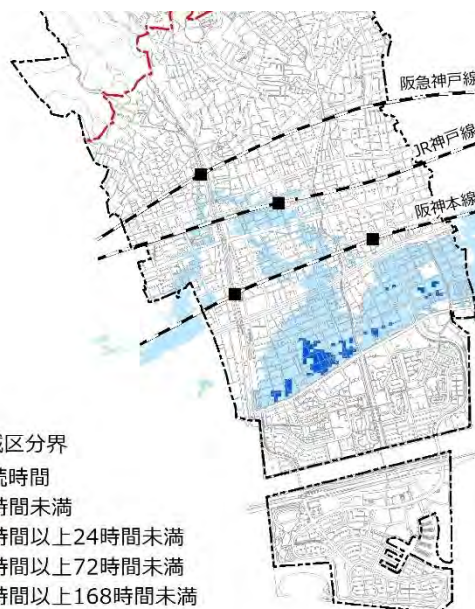 阪急神戸線
JR神戸線
阪神本線
域区分界
続時間
時間未満
時間以上24時間未満
時間以上72時間未満
時間以上168時間未満